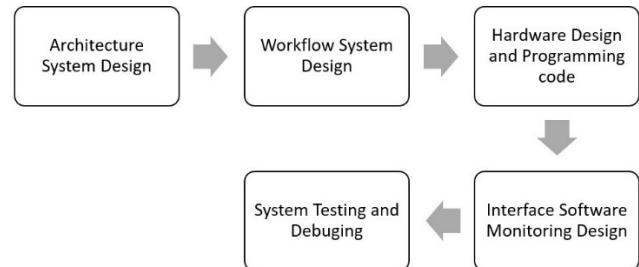 Architecture
System Design
Workflow System
Design
Hardware Design
and Programming
code
Interface Software
Monitoring Design
System Testing and
Debuging